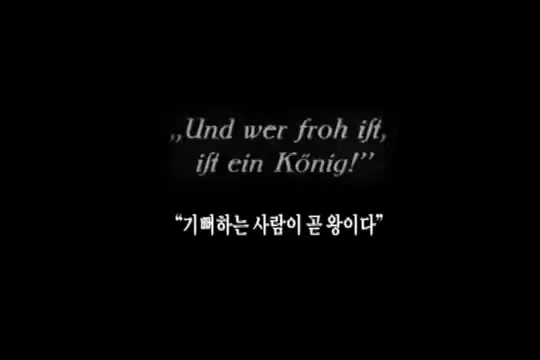 „Und wer froh iſt,
iſt ein König!”
“기뻐하는 사람이 곧 왕이다”